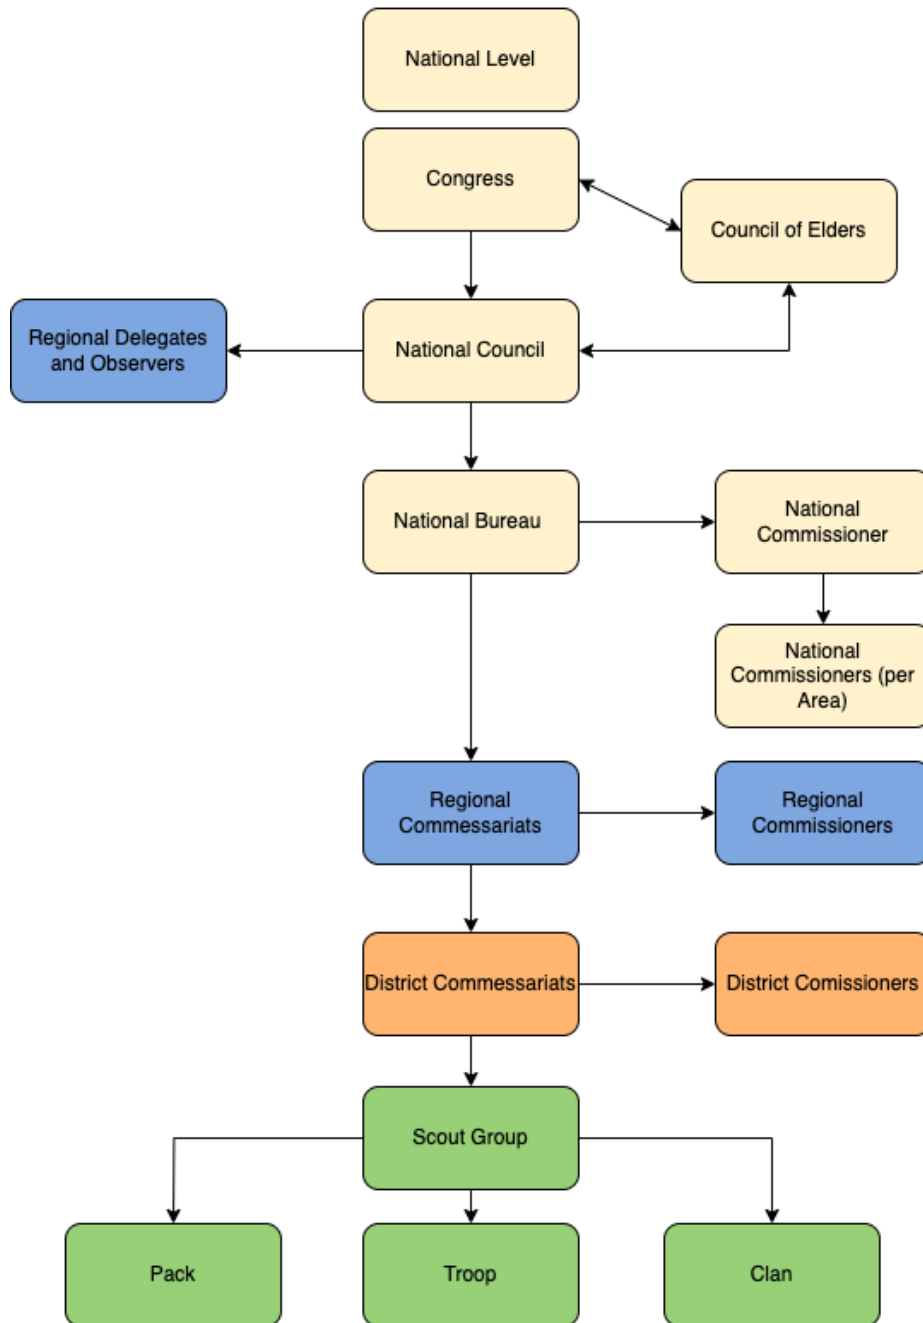 National Level
Congress
Council of Elders
Regional Delegates
and Observers
National Council
National Bureau
National
Commissioner
National
Commissioners (per
Area)
Regional
Commessariats
Regional
Commissioners
District Commessariats
District Comissioners
Scout Group
Pack
Troop
Clan